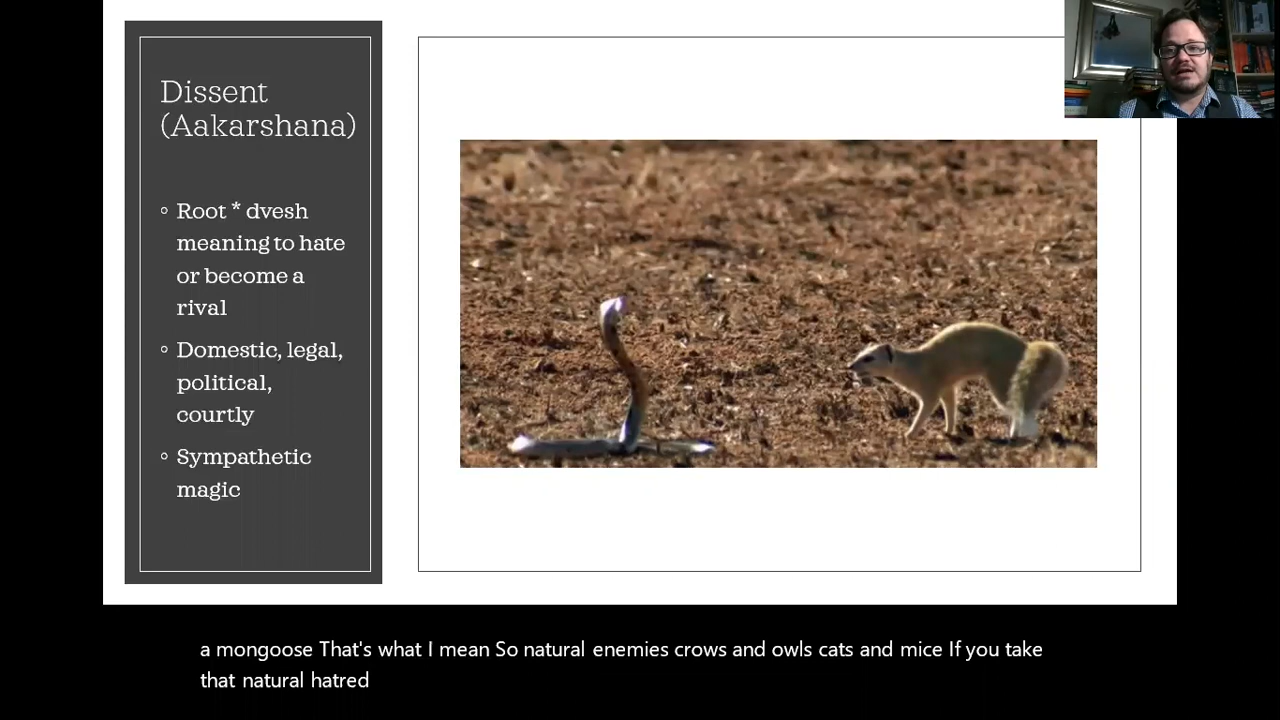 Dissent
(Aakarshana)
Root * dvesh
meaning to hate
or become a
rival
Domestic, legal,
political,
courtly
Sympathetic
magic
a mongoose That's what I mean So natural enemies crows and owls cats and mice If you take
that natural hatred